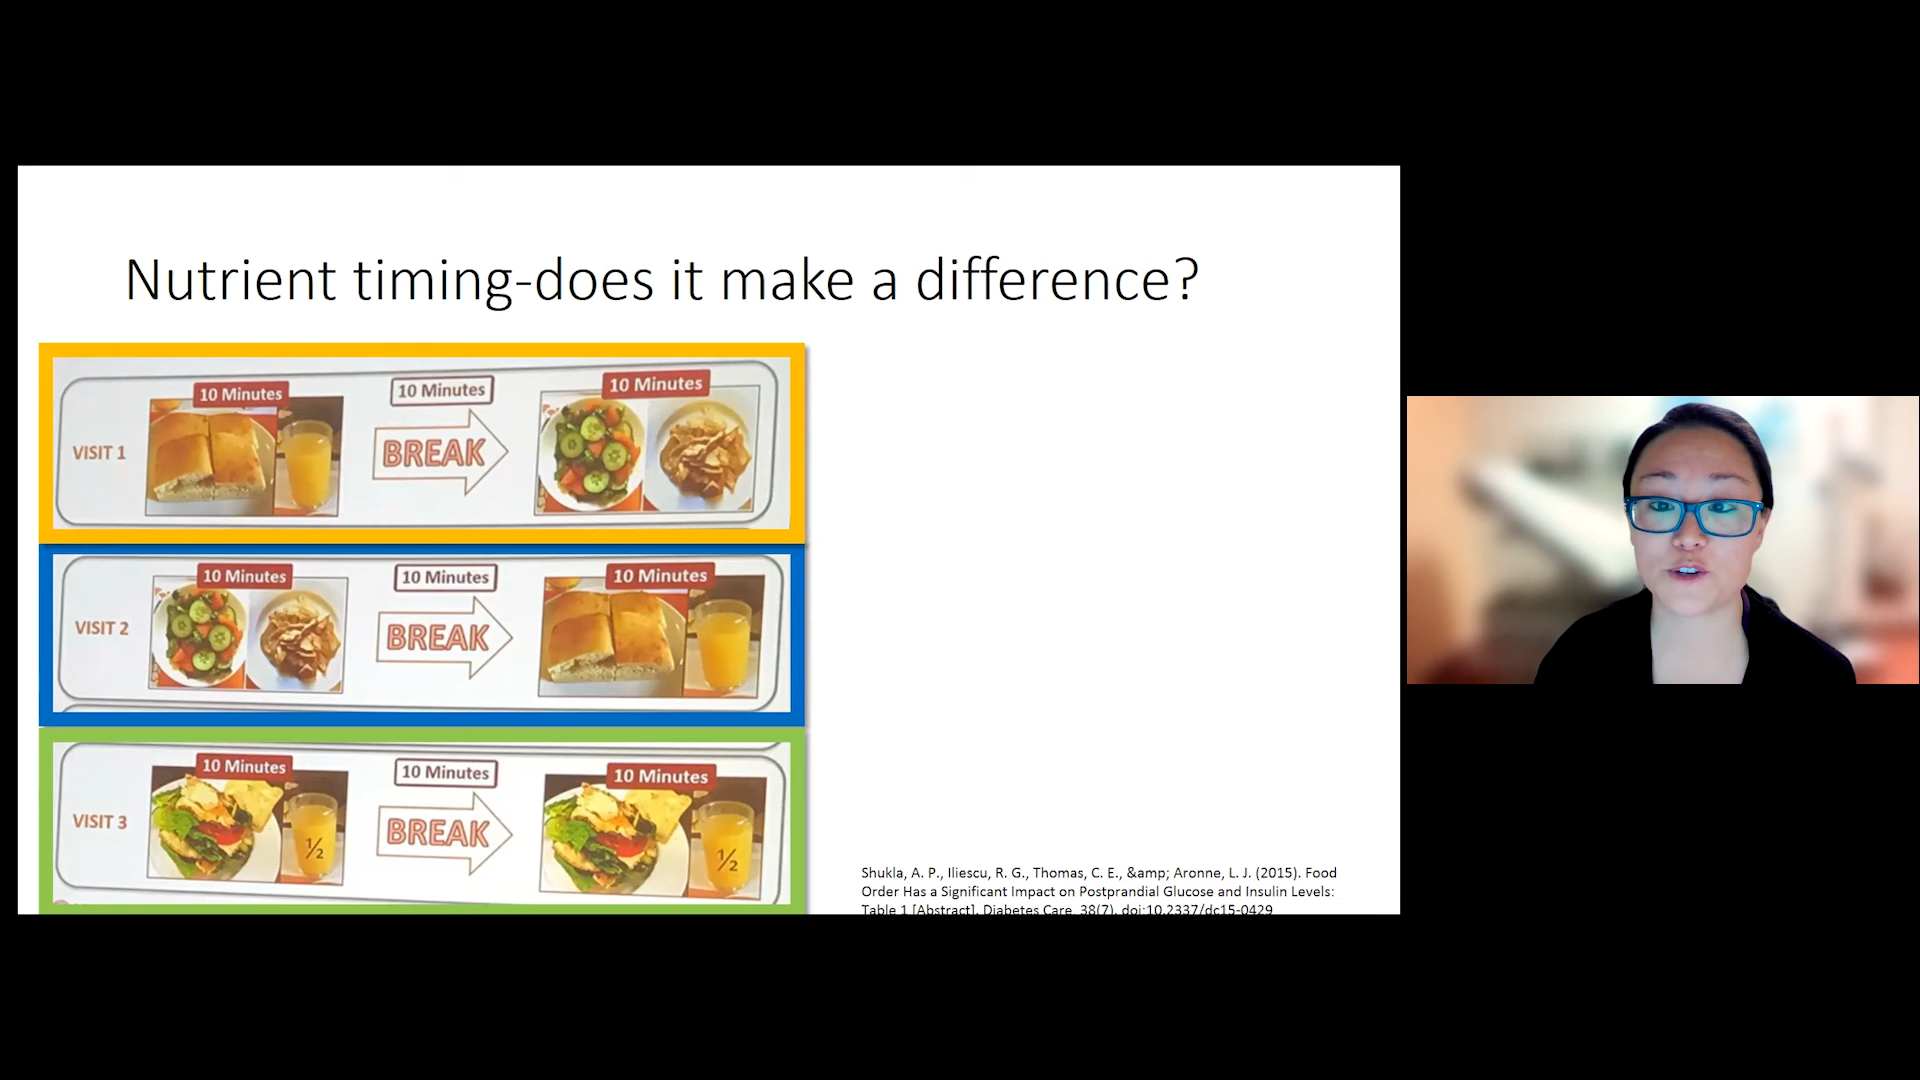 Nutrient timing-does it make a difference?
10 Minutes
10 Minutes
10 Minutes
VISIT 1
BREAK
10 Minutes
10 Minutes
10 Minutes
VISIT 2
BREAK
10 Minutes
10 Minutes
10 Minutes
VISIT 3
BREAK
½
½
Shukla, A. P., Iliescu, R. G., Thomas, C. E., &amp; Aronne, L. J. (2015). Food
Order Has a Significant Impact on Postprandial Glucose and Insulin Levels:
Table 1 [Abstract]. Diabetes Care, 38(7). doi:10.2337/dc15-0429